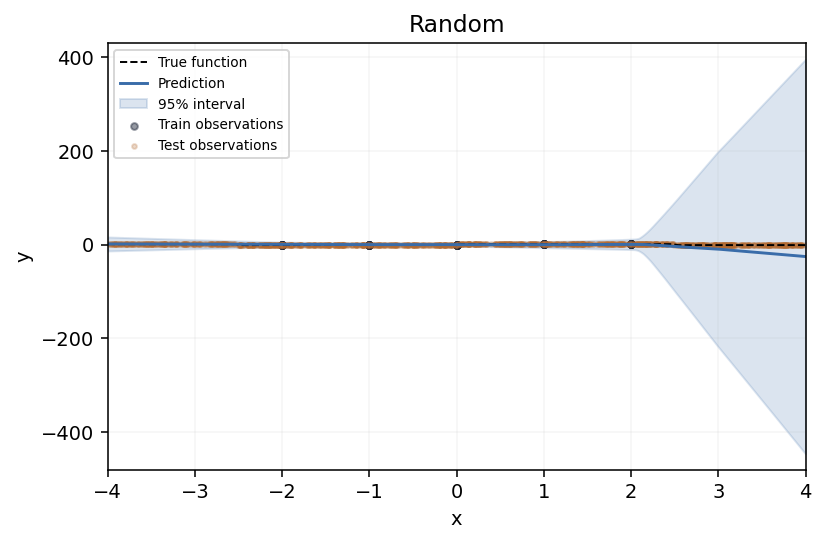 Random
True function
Prediction
95% interval
Train observations
Test observations
400
200
0
−200
−400
y
−4
−3
−2
−1
0
1
2
3
4
x